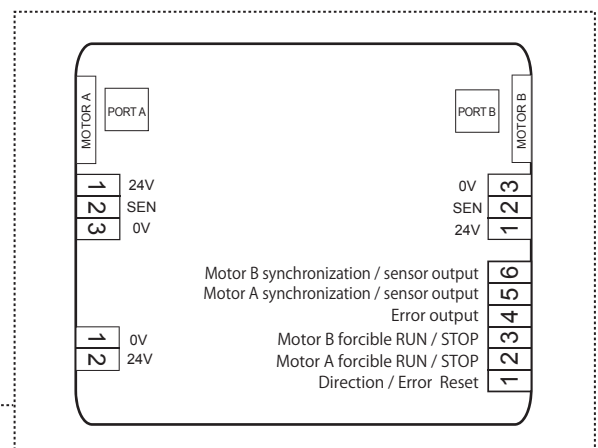 MOTOR A
PORT A
PORT B
MOTOR B
1 24V
2 SEN
3 0V
0V 3
SEN 2
24V 1
Motor B synchronization / sensor output 6
Motor A synchronization / sensor output 5
Error output 4
Motor B forcible RUN / STOP 3
Motor A forcible RUN / STOP 2
Direction / Error Reset 1
1 0V
2 24V